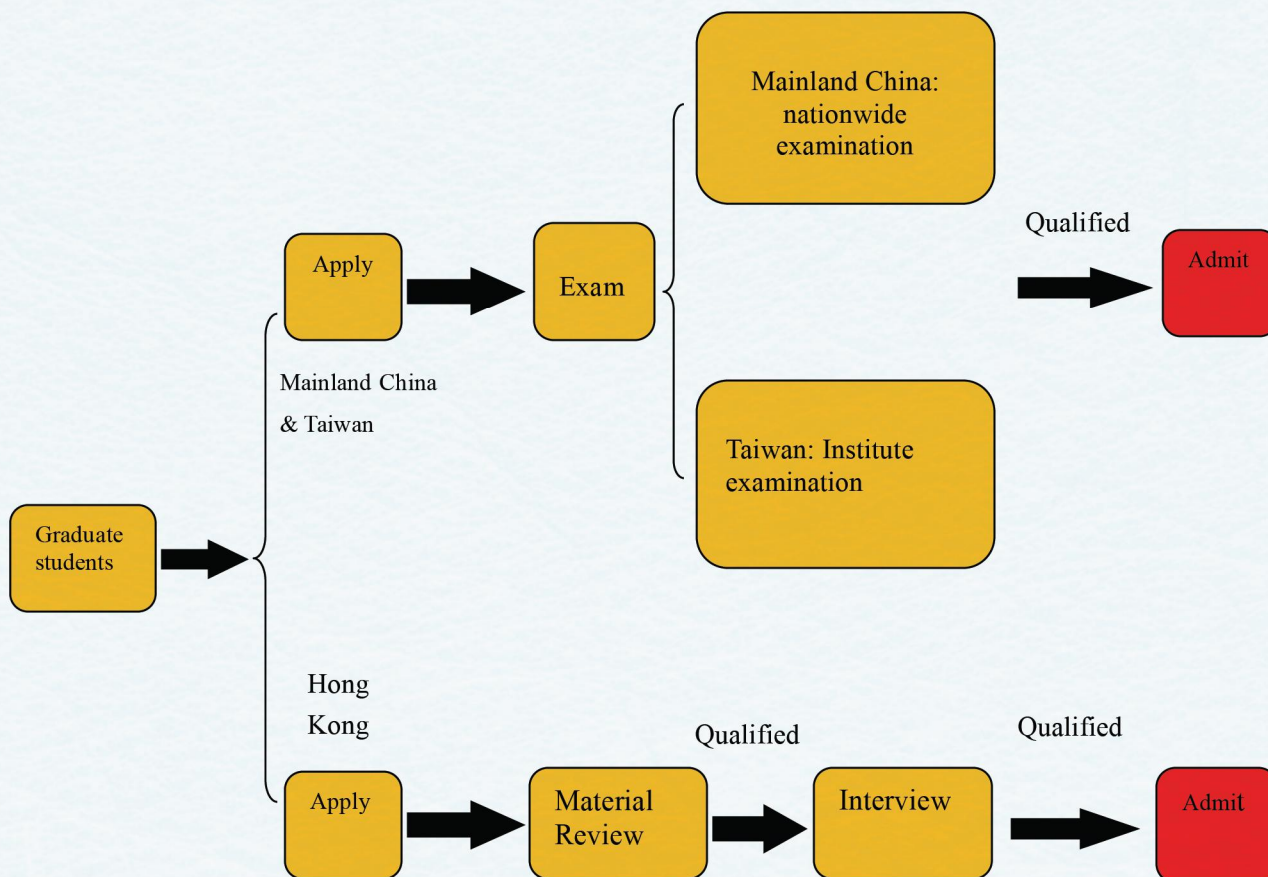 Mainland China:
nationwide
examination
Qualified
Apply
Exam
Admit
Mainland China
& Taiwan
Taiwan: Institute
examination
Graduate
students
Hong
Kong
Qualified
Qualified
Apply
Material
Review
Interview
Admit